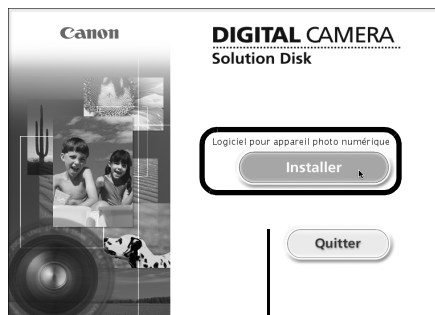 Canon
DIGITAL CAMERA
Solution Disk
Logiciel pour appareil photo numérique
Installer
Quitter